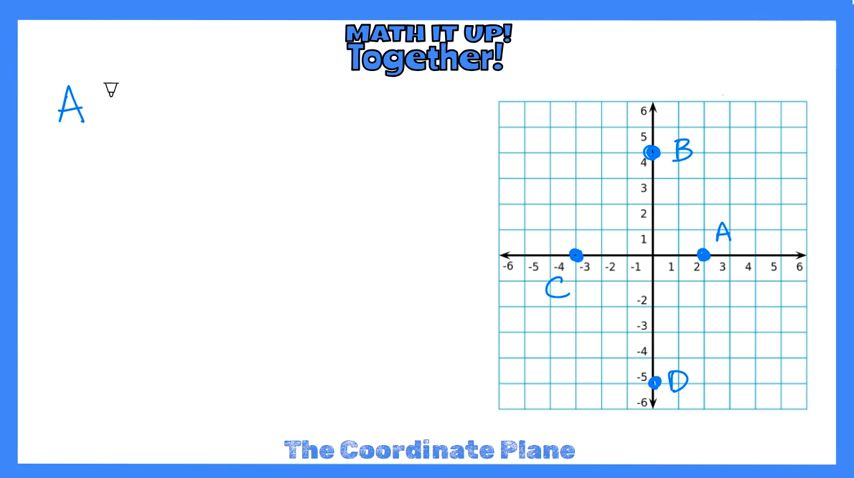 MATH IT UP!
Together!
A
6
5
B
4
3
2
A
1
-6 -5 -4 -3 -2 -1 1 2 3 4 5 6
C
-2
-3
-4
-5 D
-6
The Coordinate Plane